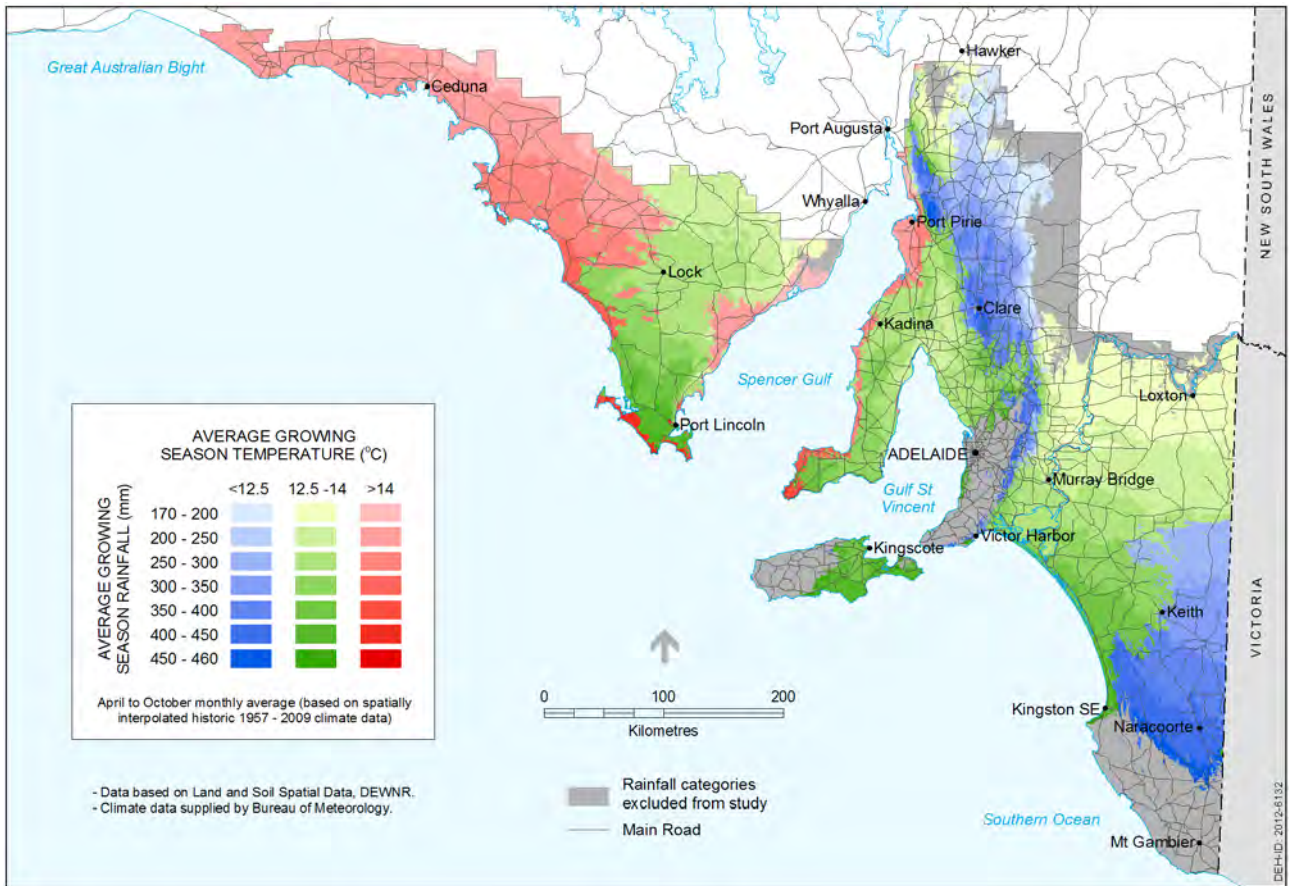 Great Australian Bight
Ceduna
Hawker
Port Augusta
Whyalla
Port Pirie
Lock
Clare
Kadina
Spencer Gulf
Loxton
Port Lincoln
ADELAIDE
Murray Bridge
Gulf St
Vincent
Victor Harbor
Kingscote
Keith
Kingston SE
Naracoorte
Southern Ocean
Mt Gambier
NEW SOUTH WALES
VICTORIA
AVERAGE GROWING
SEASON TEMPERATURE (°C)
<12.5 12.5 -14 >14
AVERAGE GROWING
SEASON RAINFALL (mm)
170 - 200
200 - 250
250 - 300
300 - 350
350 - 400
400 - 450
450 - 460
April to October monthly average (based on spatially
interpolated historic 1957 - 2009 climate data)
- Data based on Land and Soil Spatial Data, DEWNR.
- Climate data supplied by Bureau of Meteorology.
0 100 200
Kilometres
Rainfall categories
excluded from study
Main Road
DEH-ID: 2012-6132